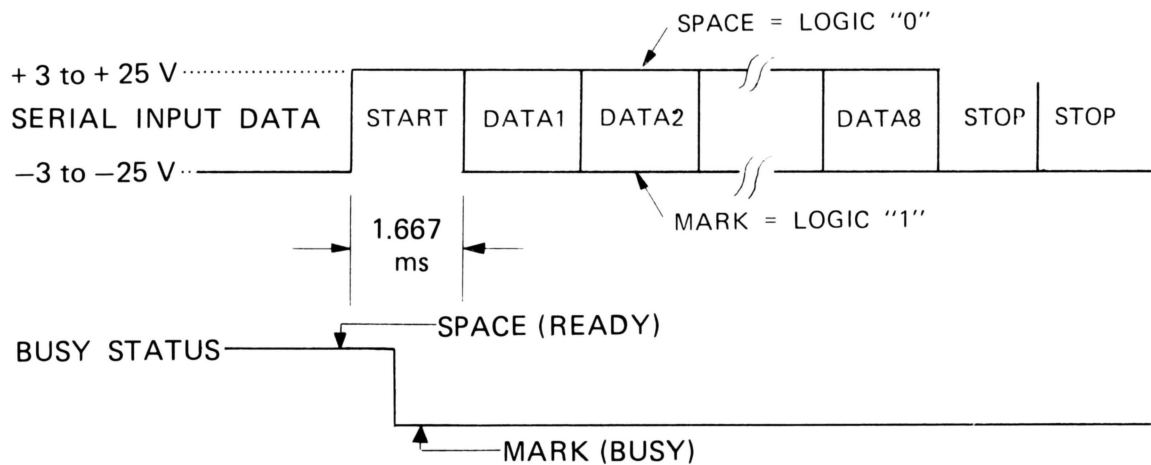 SPACE = LOGIC "0"
+ 3 to + 25 V
SERIAL INPUT DATA
START
DATA1
DATA2
DATA8
STOP
STOP
−3 to −25 V
MARK = LOGIC "1"
1.667
ms
SPACE (READY)
BUSY STATUS
MARK (BUSY)